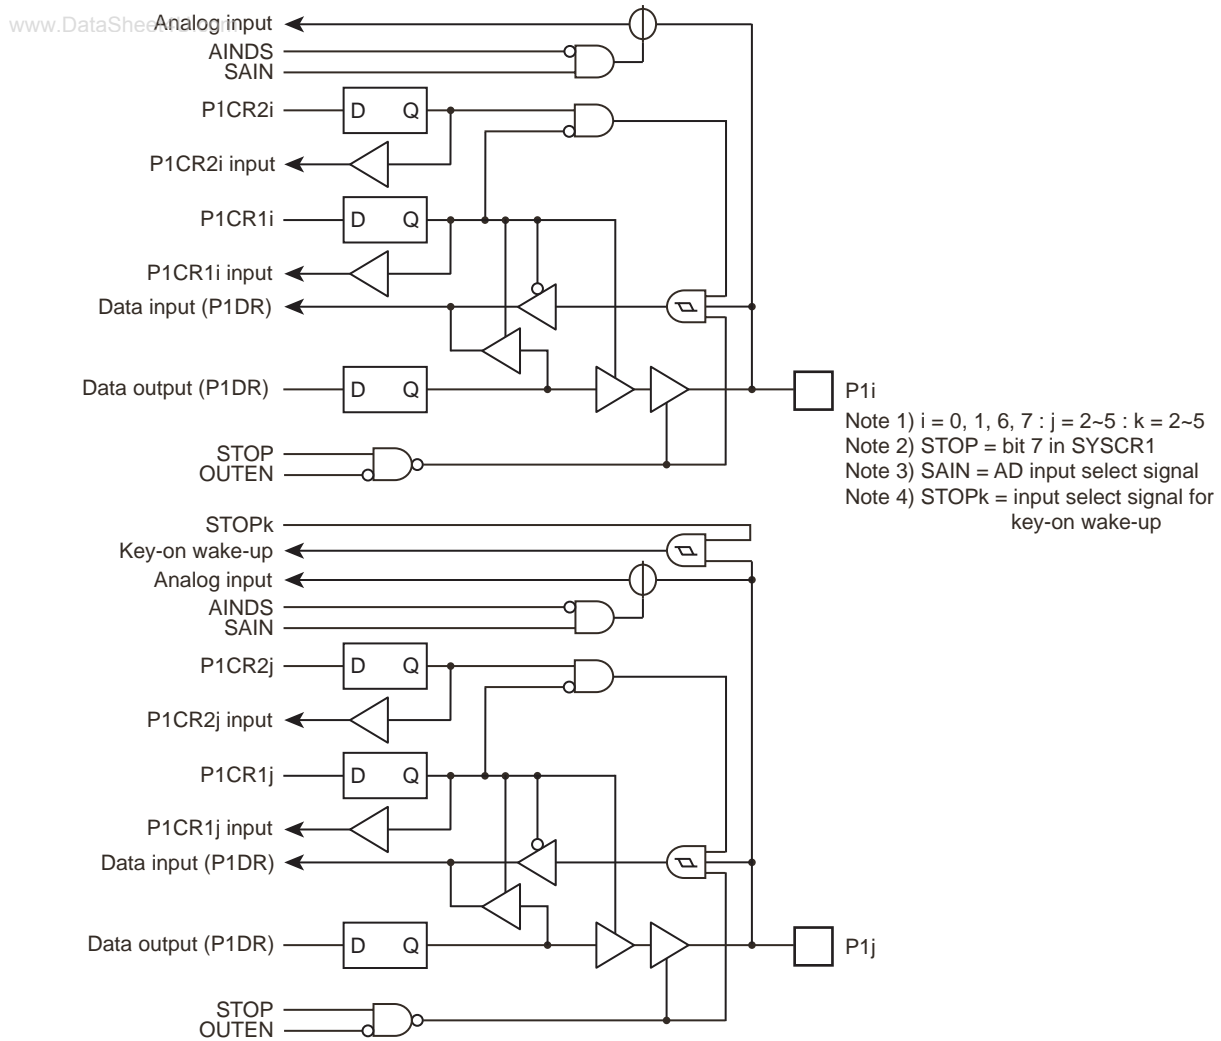 www.DataSheet4U.com
Analog input
AINDS
SAIN
P1CR2i
D Q
P1CR2i input
P1CR1i
D Q
P1CR1i input
Data input (P1DR)
Data output (P1DR)
D Q
P1i
STOP
OUTEN
Note 1) i = 0, 1, 6, 7 : j = 2~5 : k = 2~5
Note 2) STOP = bit 7 in SYSCR1
Note 3) SAIN = AD input select signal
Note 4) STOPk = input select signal for
key-on wake-up
STOPk
Key-on wake-up
Analog input
AINDS
SAIN
P1CR2j
D Q
P1CR2j input
P1CR1j
D Q
P1CR1j input
Data input (P1DR)
Data output (P1DR)
D Q
P1j
STOP
OUTEN